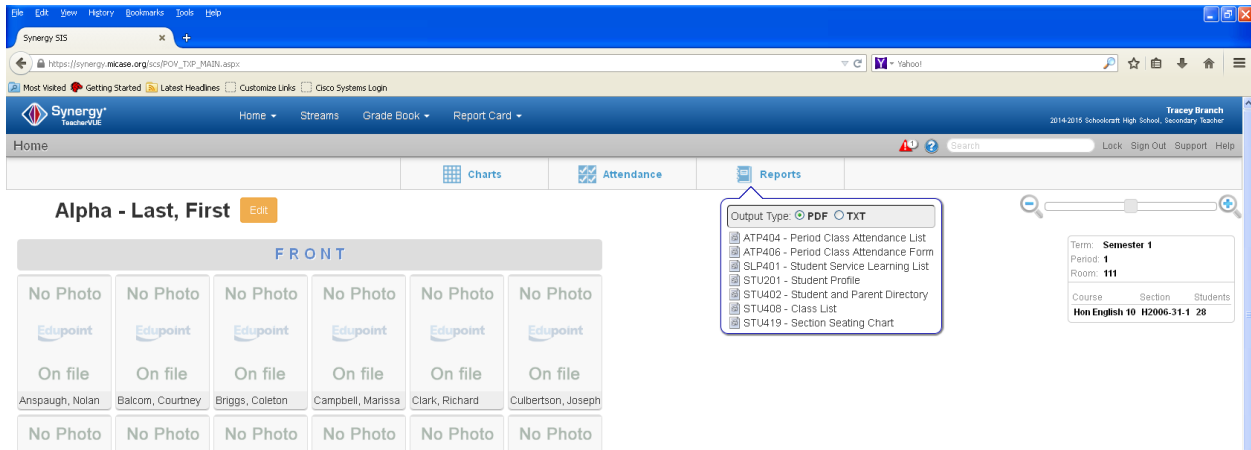 File Edit View History Bookmarks Tools Help
Synergy SIS × +
https://synergy.micase.org/scs/POV_TXP_MAIN.aspx
Yahoo!
Most Visited Getting Started Latest Headlines Customize Links Cisco Systems Login
Synergy TeacherVUE
Home Streams Grade Book Report Card
Tracey Branch
2014-2015 Schoolcraft High School, Secondary Teacher
Home
1 ? Search Lock Sign Out Support Help
Charts Attendance Reports
Alpha - Last, First Edit
Output Type: PDF TXT
ATP404 - Period Class Attendance List
ATP406 - Period Class Attendance Form
SLP401 - Student Service Learning List
STU201 - Student Profile
STU402 - Student and Parent Directory
STU408 - Class List
STU419 - Section Seating Chart
Term: Semester 1
Period: 1
Room: 111
Course Section Students
Hon English 10 H2006-31-1 28
FRONT
No Photo No Photo No Photo No Photo No Photo No Photo
Edupoint Edupoint Edupoint Edupoint Edupoint Edupoint
On file On file On file On file On file On file
Anspaugh, Nolan Balcom, Courtney Briggs, Coleton Campbell, Marissa Clark, Richard Culbertson, Joseph
No Photo No Photo No Photo No Photo No Photo No Photo